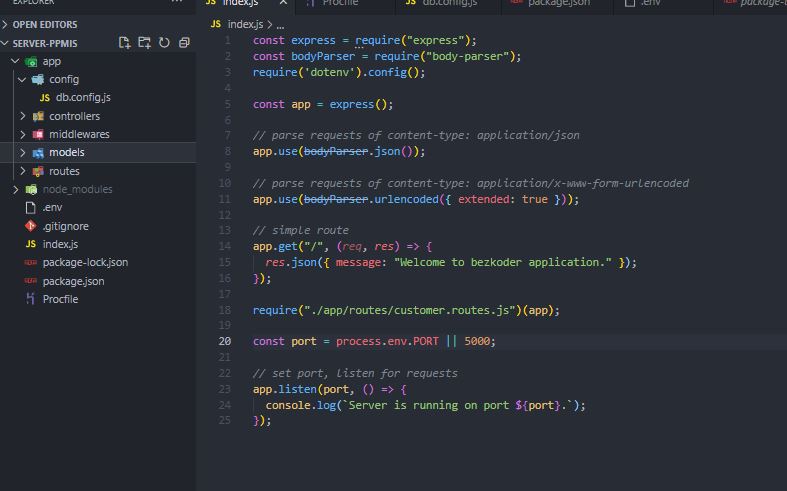 EXPLORER
OPEN EDITORS
SERVER-PPMIS
app
config
JS db.config.js
controllers
middlewares
models
routes
node_modules
.env
.gitignore
JS index.js
package-lock.json
package.json
Procfile
JS index.js Procfile JS db.config.js package.json .env
JS index.js > ...
1 const express = require("express");
2 const bodyParser = require("body-parser");
3 require('dotenv').config();
4
5 const app = express();
6
7 // parse requests of content-type: application/json
8 app.use(bodyParser.json());
9
10 // parse requests of content-type: application/x-www-form-urlencoded
11 app.use(bodyParser.urlencoded({ extended: true }));
12
13 // simple route
14 app.get("/", (req, res) => {
15 res.json({ message: "Welcome to bezkoder application." });
16 });
17
18 require("./app/routes/customer.routes.js")(app);
19
20 const port = process.env.PORT || 5000;
21
22 // set port, listen for requests
23 app.listen(port, () => {
24 console.log(`Server is running on port ${port}.`);
25 });